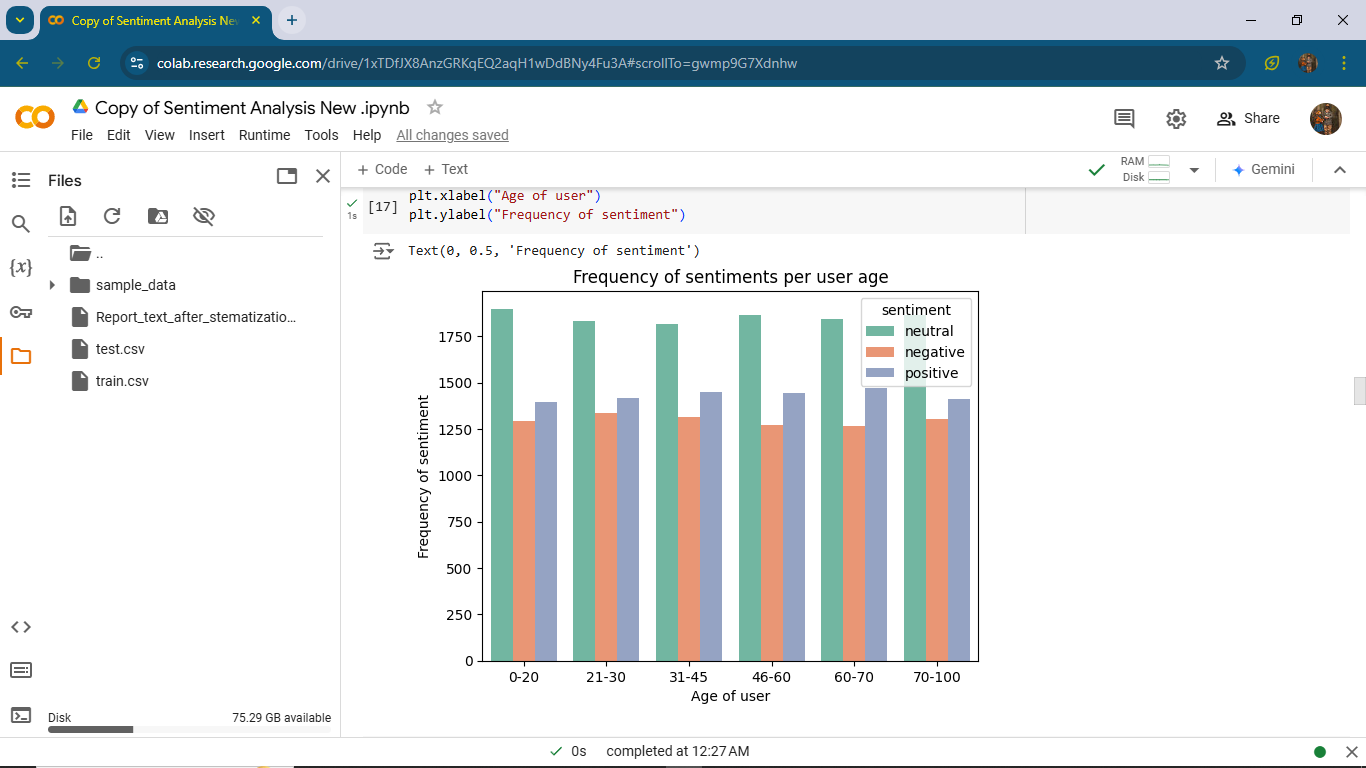 Copy of Sentiment Analysis Ne
colab.research.google.com/drive/1xTDfJX8AnzGRKqEQ2aqH1wDdBNy4Fu3A#scrollTo=gwmp9G7Xdnhw
Copy of Sentiment Analysis New .ipynb
Share
File Edit View Insert Runtime Tools Help All changes saved
Files
+ Code + Text
RAM
Disk
Gemini
..
sample_data
Report_text_after_stematizatio...
test.csv
train.csv
Disk 75.29 GB available
1s
[17]
plt.xlabel("Age of user")
plt.ylabel("Frequency of sentiment")
Text(0, 0.5, 'Frequency of sentiment')
Frequency of sentiments per user age
sentiment
neutral
negative
positive
Frequency of sentiment
1750
1500
1250
1000
750
500
250
0
0-20 21-30 31-45 46-60 60-70 70-100
Age of user
0s completed at 12:27 AM